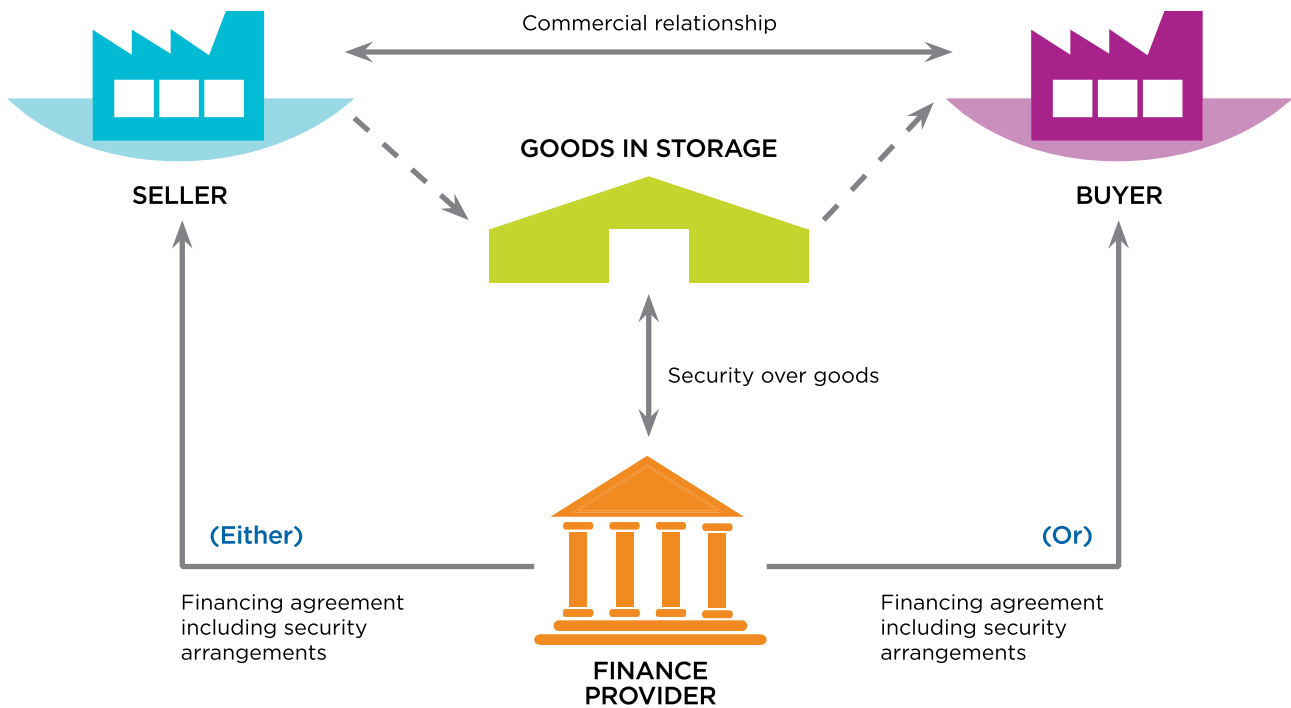 Commercial relationship
GOODS IN STORAGE
SELLER
BUYER
Security over goods
(Either)
(Or)
Financing agreement
including security
arrangements
Financing agreement
including security
arrangements
FINANCE
PROVIDER